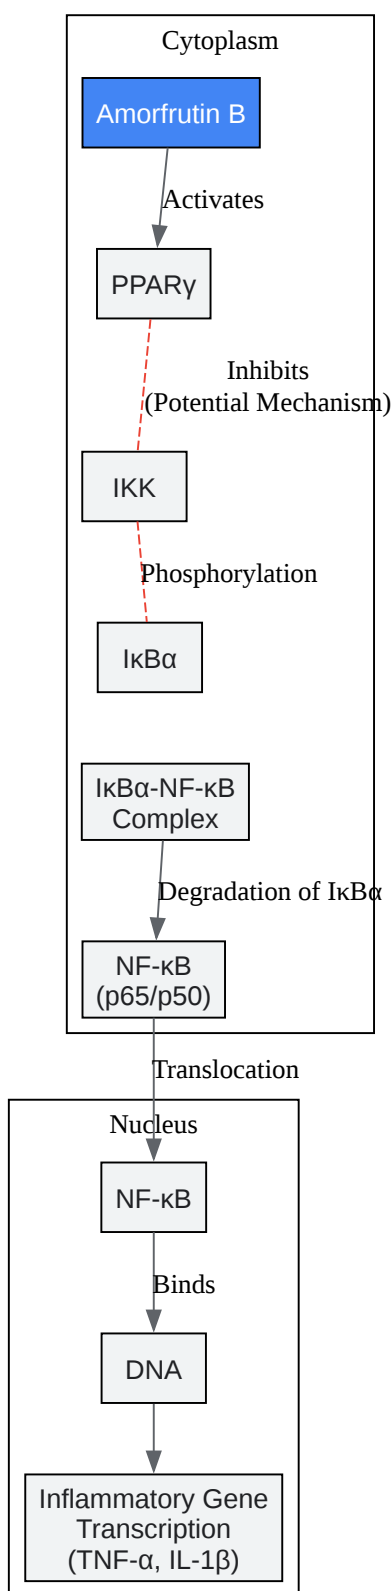 Cytoplasm
Amorfrutin B
Activates
PPARγ
Inhibits
(Potential Mechanism)
IKK
Phosphorylation
IκBα
IκBα-NF-κB
Complex
Degradation of IκBα
NF-κB
(p65/p50)
Translocation
Nucleus
NF-κB
Binds
DNA
Inflammatory Gene
Transcription
(TNF-α, IL-1β)